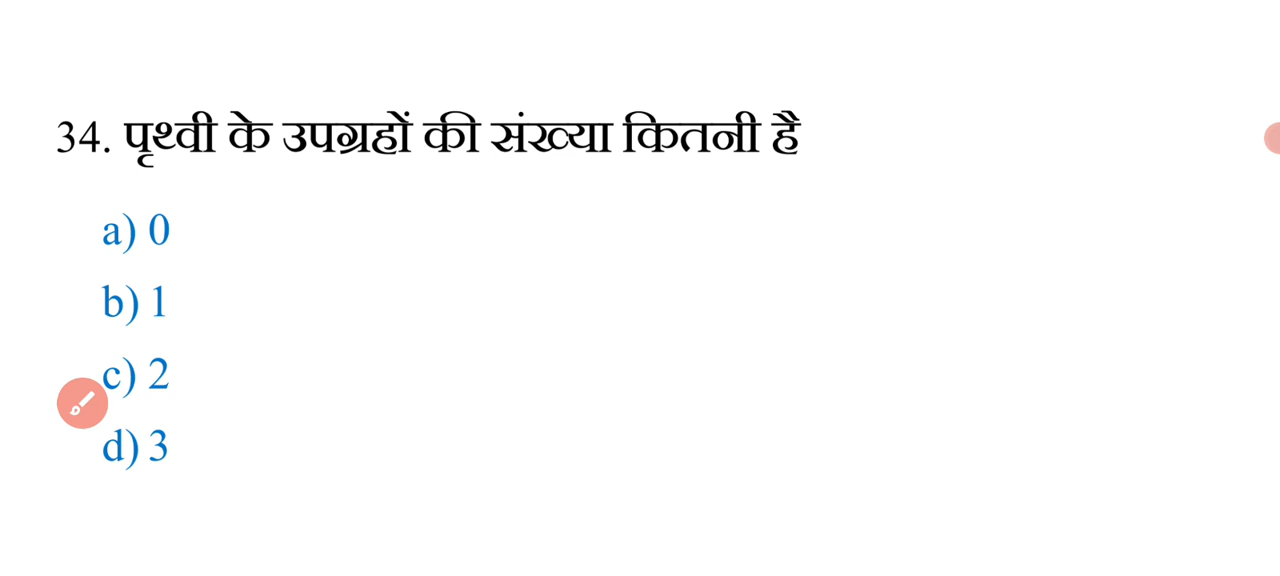 34. पृथ्वी के उपग्रहों की संख्या कितनी है
a) 0
b) 1
c) 2
d) 3